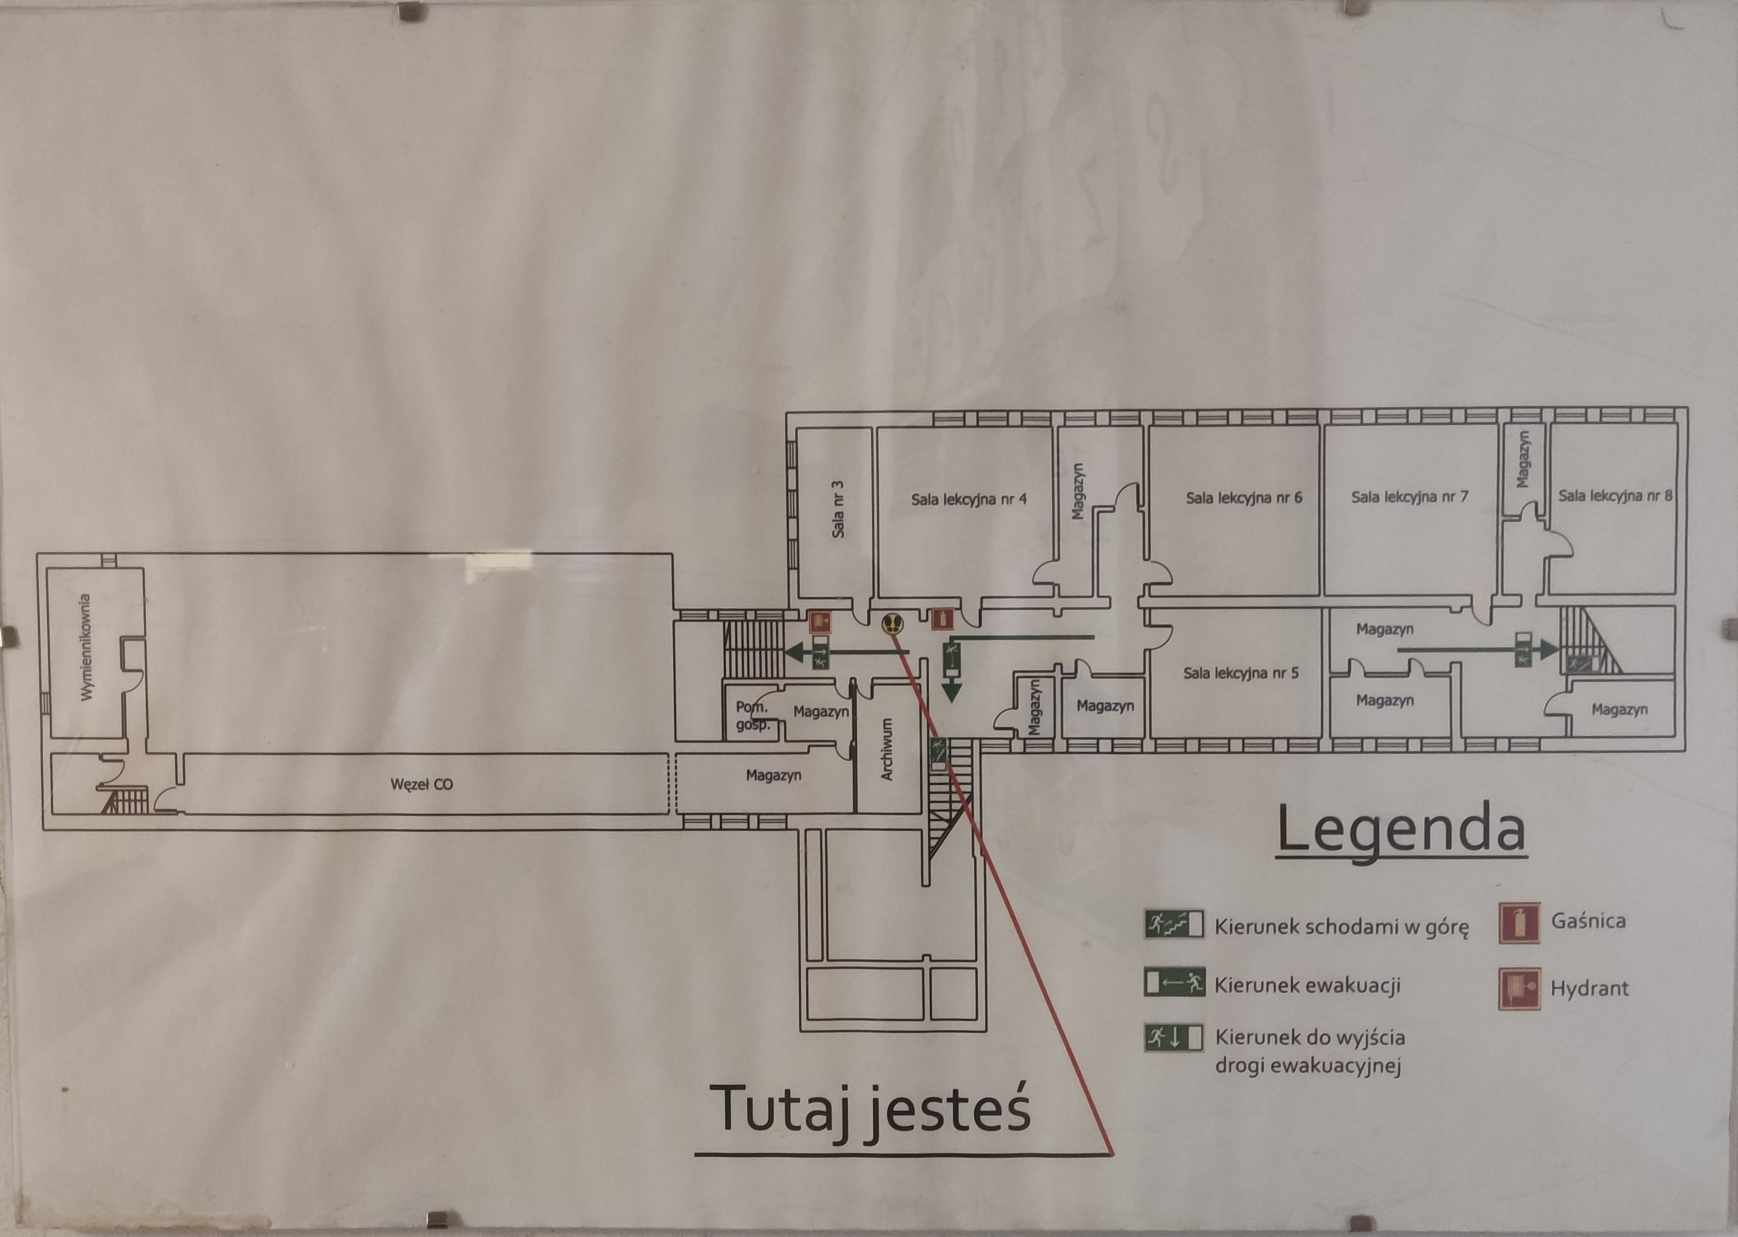 Sala nr 3
Sala lekcyjna nr 4
Magazyn
Sala lekcyjna nr 6
Sala lekcyjna nr 7
Magazyn
Sala lekcyjna nr 8
Wymiennikownia
Magazyn
Sala lekcyjna nr 5
Pom.
gosp.
Magazyn
Archiwum
Magazyn
Magazyn
Magazyn
Magazyn
Węzeł CO
Magazyn
Legenda
Kierunek schodami w górę
Gaśnica
Kierunek ewakuacji
Hydrant
Kierunek do wyjścia
drogi ewakuacyjnej
Tutaj jesteś